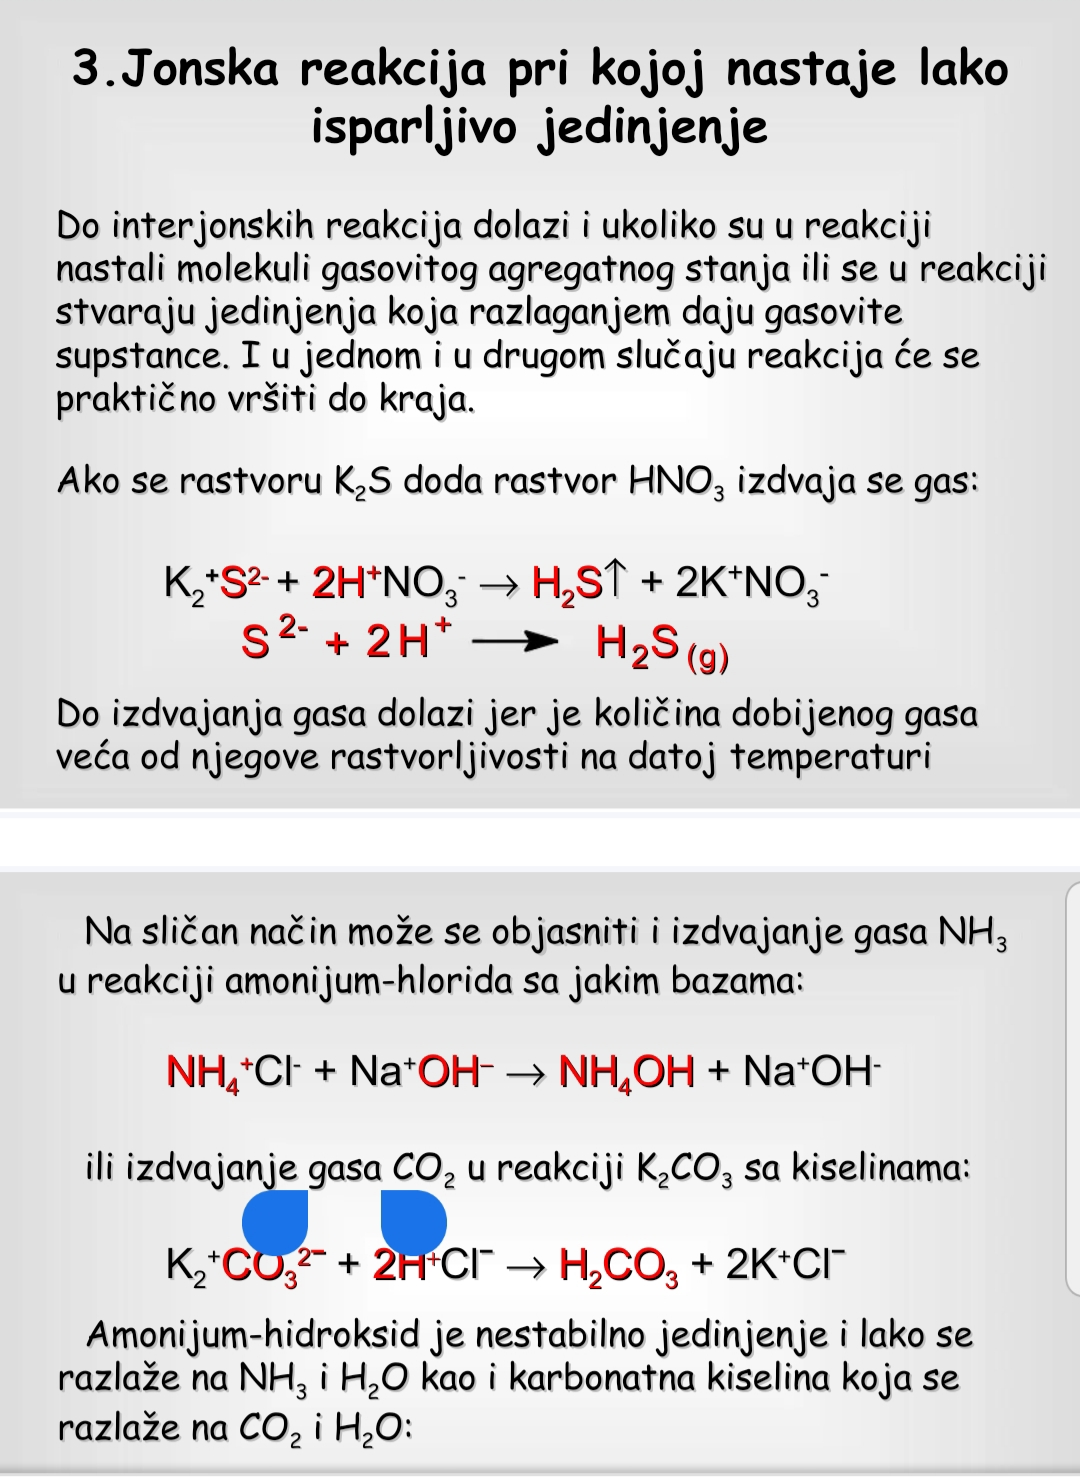 3.Jonska reakcija pri kojoj nastaje lako
isparljivo jedinjenje
Do interjonskih reakcija dolazi i ukoliko su u reakciji
nastali molekuli gasovitog agregatnog stanja ili se u reakciji
stvaraju jedinjenja koja razlaganjem daju gasovite
supstance. I u jednom i u drugom slučaju reakcija će se
praktično vršiti do kraja.
Ako se rastvoru K₂S doda rastvor HNO₃ izdvaja se gas:
K₂⁺S²⁻ + 2H⁺NO₃⁻ → H₂S↑ + 2K⁺NO₃⁻
S²⁻ + 2H⁺ → H₂S₍g₎
Do izdvajanja gasa dolazi jer je količina dobijenog gasa
veća od njegove rastvorljivosti na datoj temperaturi
Na sličan način može se objasniti i izdvajanje gasa NH₃
u reakciji amonijum-hlorida sa jakim bazama:
NH₄⁺Cl⁻ + Na⁺OH⁻ → NH₄OH + Na⁺OH⁻
ili izdvajanje gasa CO₂ u reakciji K₂CO₃ sa kiselinama:
K₂⁺CO₃²⁻ + 2H⁺Cl⁻ → H₂CO₃ + 2K⁺Cl⁻
Amonijum-hidroksid je nestabilno jedinjenje i lako se
razlaže na NH₃ i H₂O kao i karbonatna kiselina koja se
razlaže na CO₂ i H₂O: